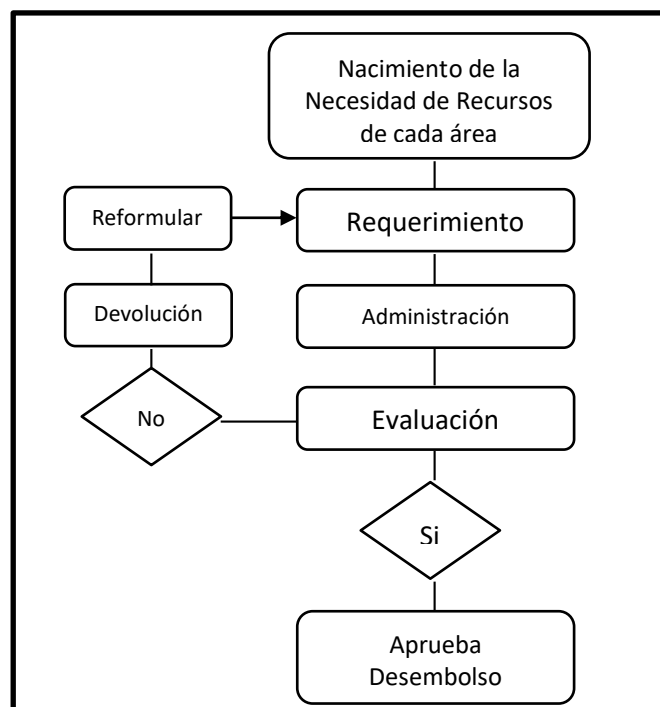 Nacimiento de la
Necesidad de Recursos
de cada área
Reformular
Requerimiento
Devolución
Administración
No
Evaluación
Si
Aprueba
Desembolso